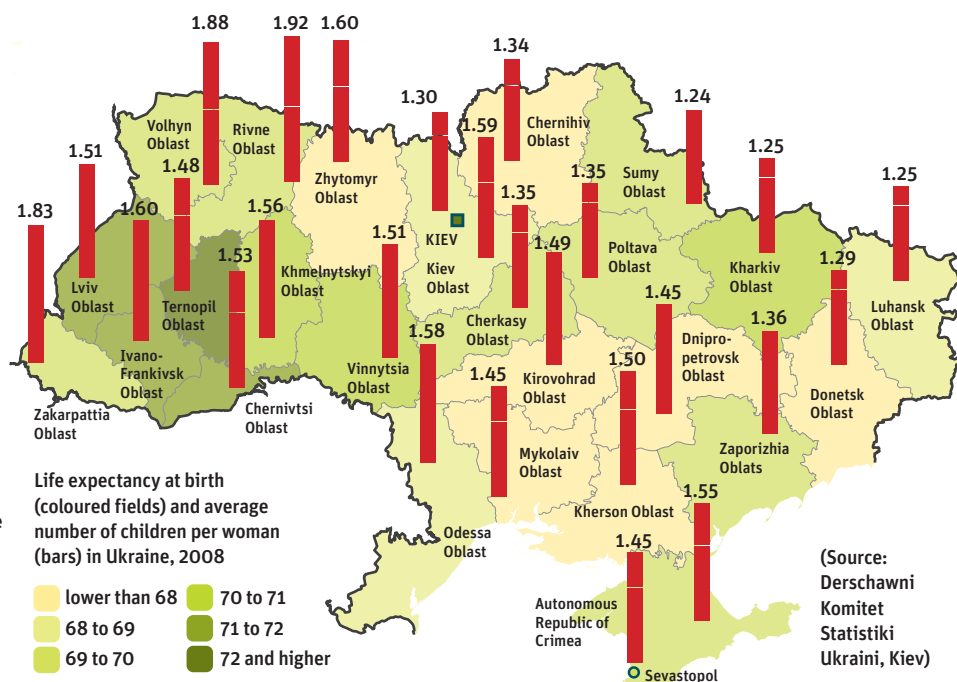 1.88
1.92
1.60
1.34
1.30
1.59
1.24
1.51
1.48
1.35
1.35
1.25
1.25
1.83
1.60
1.53
1.56
1.51
1.49
1.29
1.58
1.45
1.36
1.45
1.50
1.55
1.45
Volhyn
Oblast
Rivne
Oblast
Zhytomyr
Oblast
Chernihiv
Oblast
Sumy
Oblast
KIEV
Kiev
Oblast
Poltava
Oblast
Kharkiv
Oblast
Luhansk
Oblast
Lviv
Oblast
Ternopil
Oblast
Khmelnytskyi
Oblast
Ivano-
Frankivsk
Oblast
Vinnytsia
Oblast
Cherkasy
Oblast
Kirovohrad
Oblast
Dnipro-
petrovsk
Oblast
Donetsk
Oblast
Zakarpattia
Oblast
Chernivtsi
Oblast
Mykolaiv
Oblast
Zaporizhia
Oblats
Kherson Oblast
Odessa
Oblast
Autonomous
Republic of
Crimea
Sevastopol
Life expectancy at birth
(coloured fields) and average
number of children per woman
(bars) in Ukraine, 2008
lower than 68
68 to 69
69 to 70
70 to 71
71 to 72
72 and higher
(Source:
Derschawni
Komitet
Statistiki
Ukraini, Kiev)
e